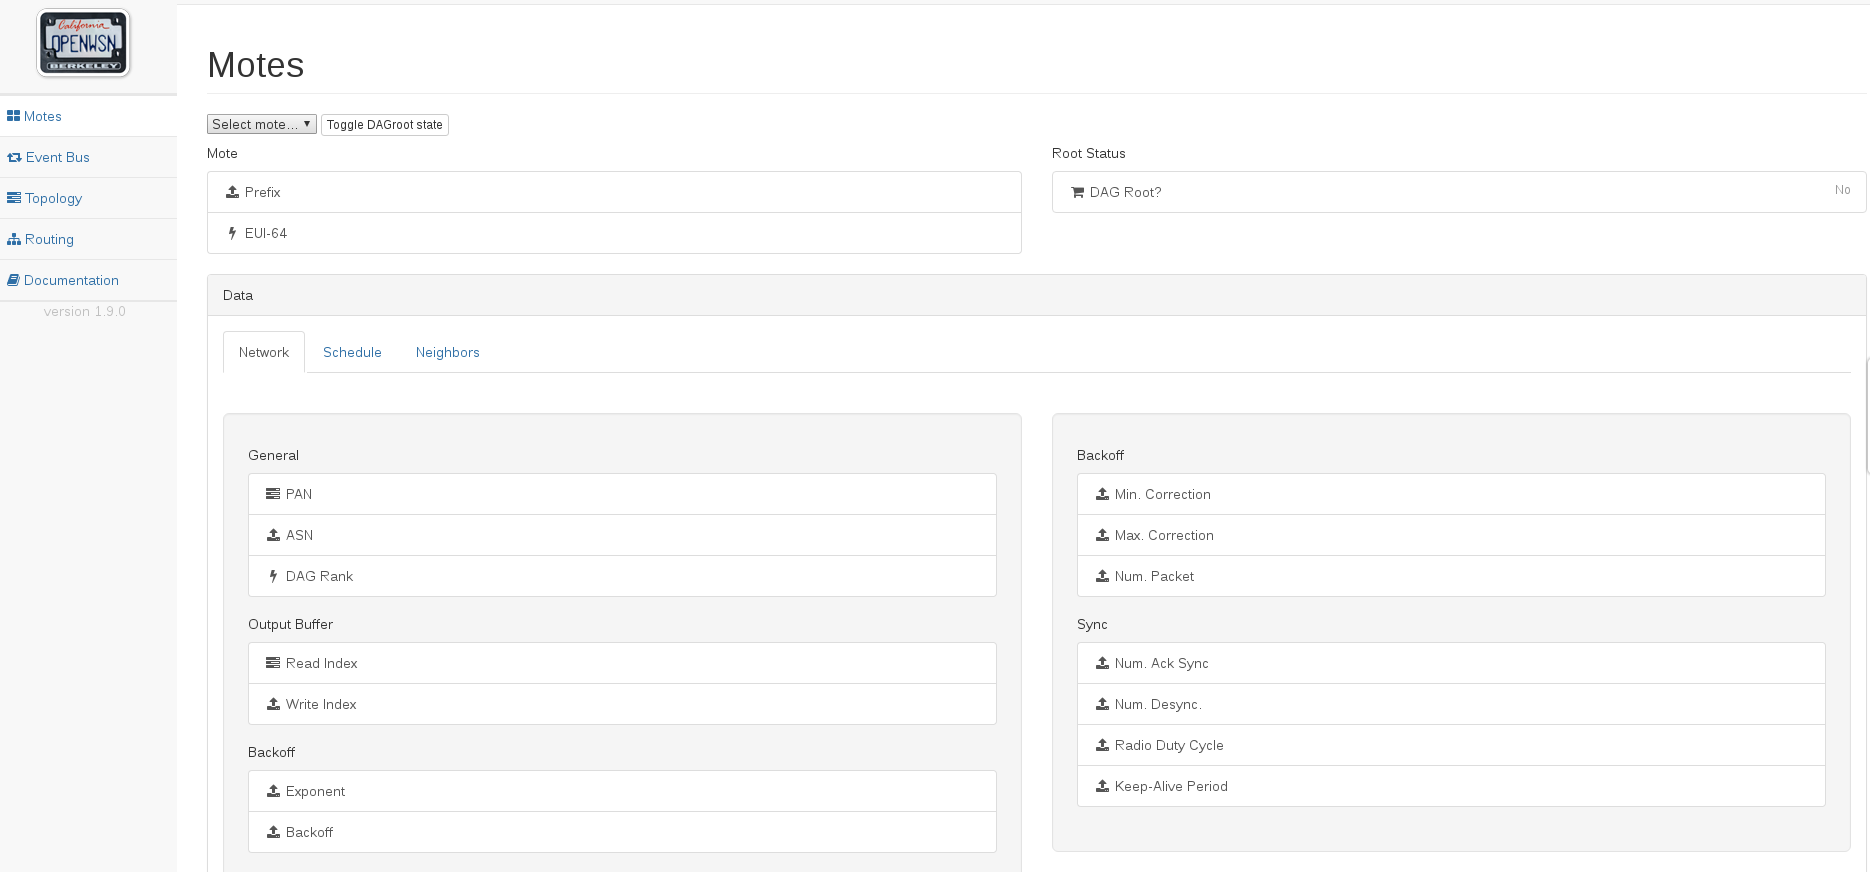 California
OPENWSN
BERKELEY
Motes
Event Bus
Topology
Routing
Documentation
version 1.9.0
Motes
Select mote... Toggle DAGroot state
Mote
Prefix
EUI-64
Root Status
DAG Root? No
Data
Network Schedule Neighbors
General
PAN
ASN
DAG Rank
Output Buffer
Read Index
Write Index
Backoff
Exponent
Backoff
Backoff
Min. Correction
Max. Correction
Num. Packet
Sync
Num. Ack Sync
Num. Desync.
Radio Duty Cycle
Keep-Alive Period